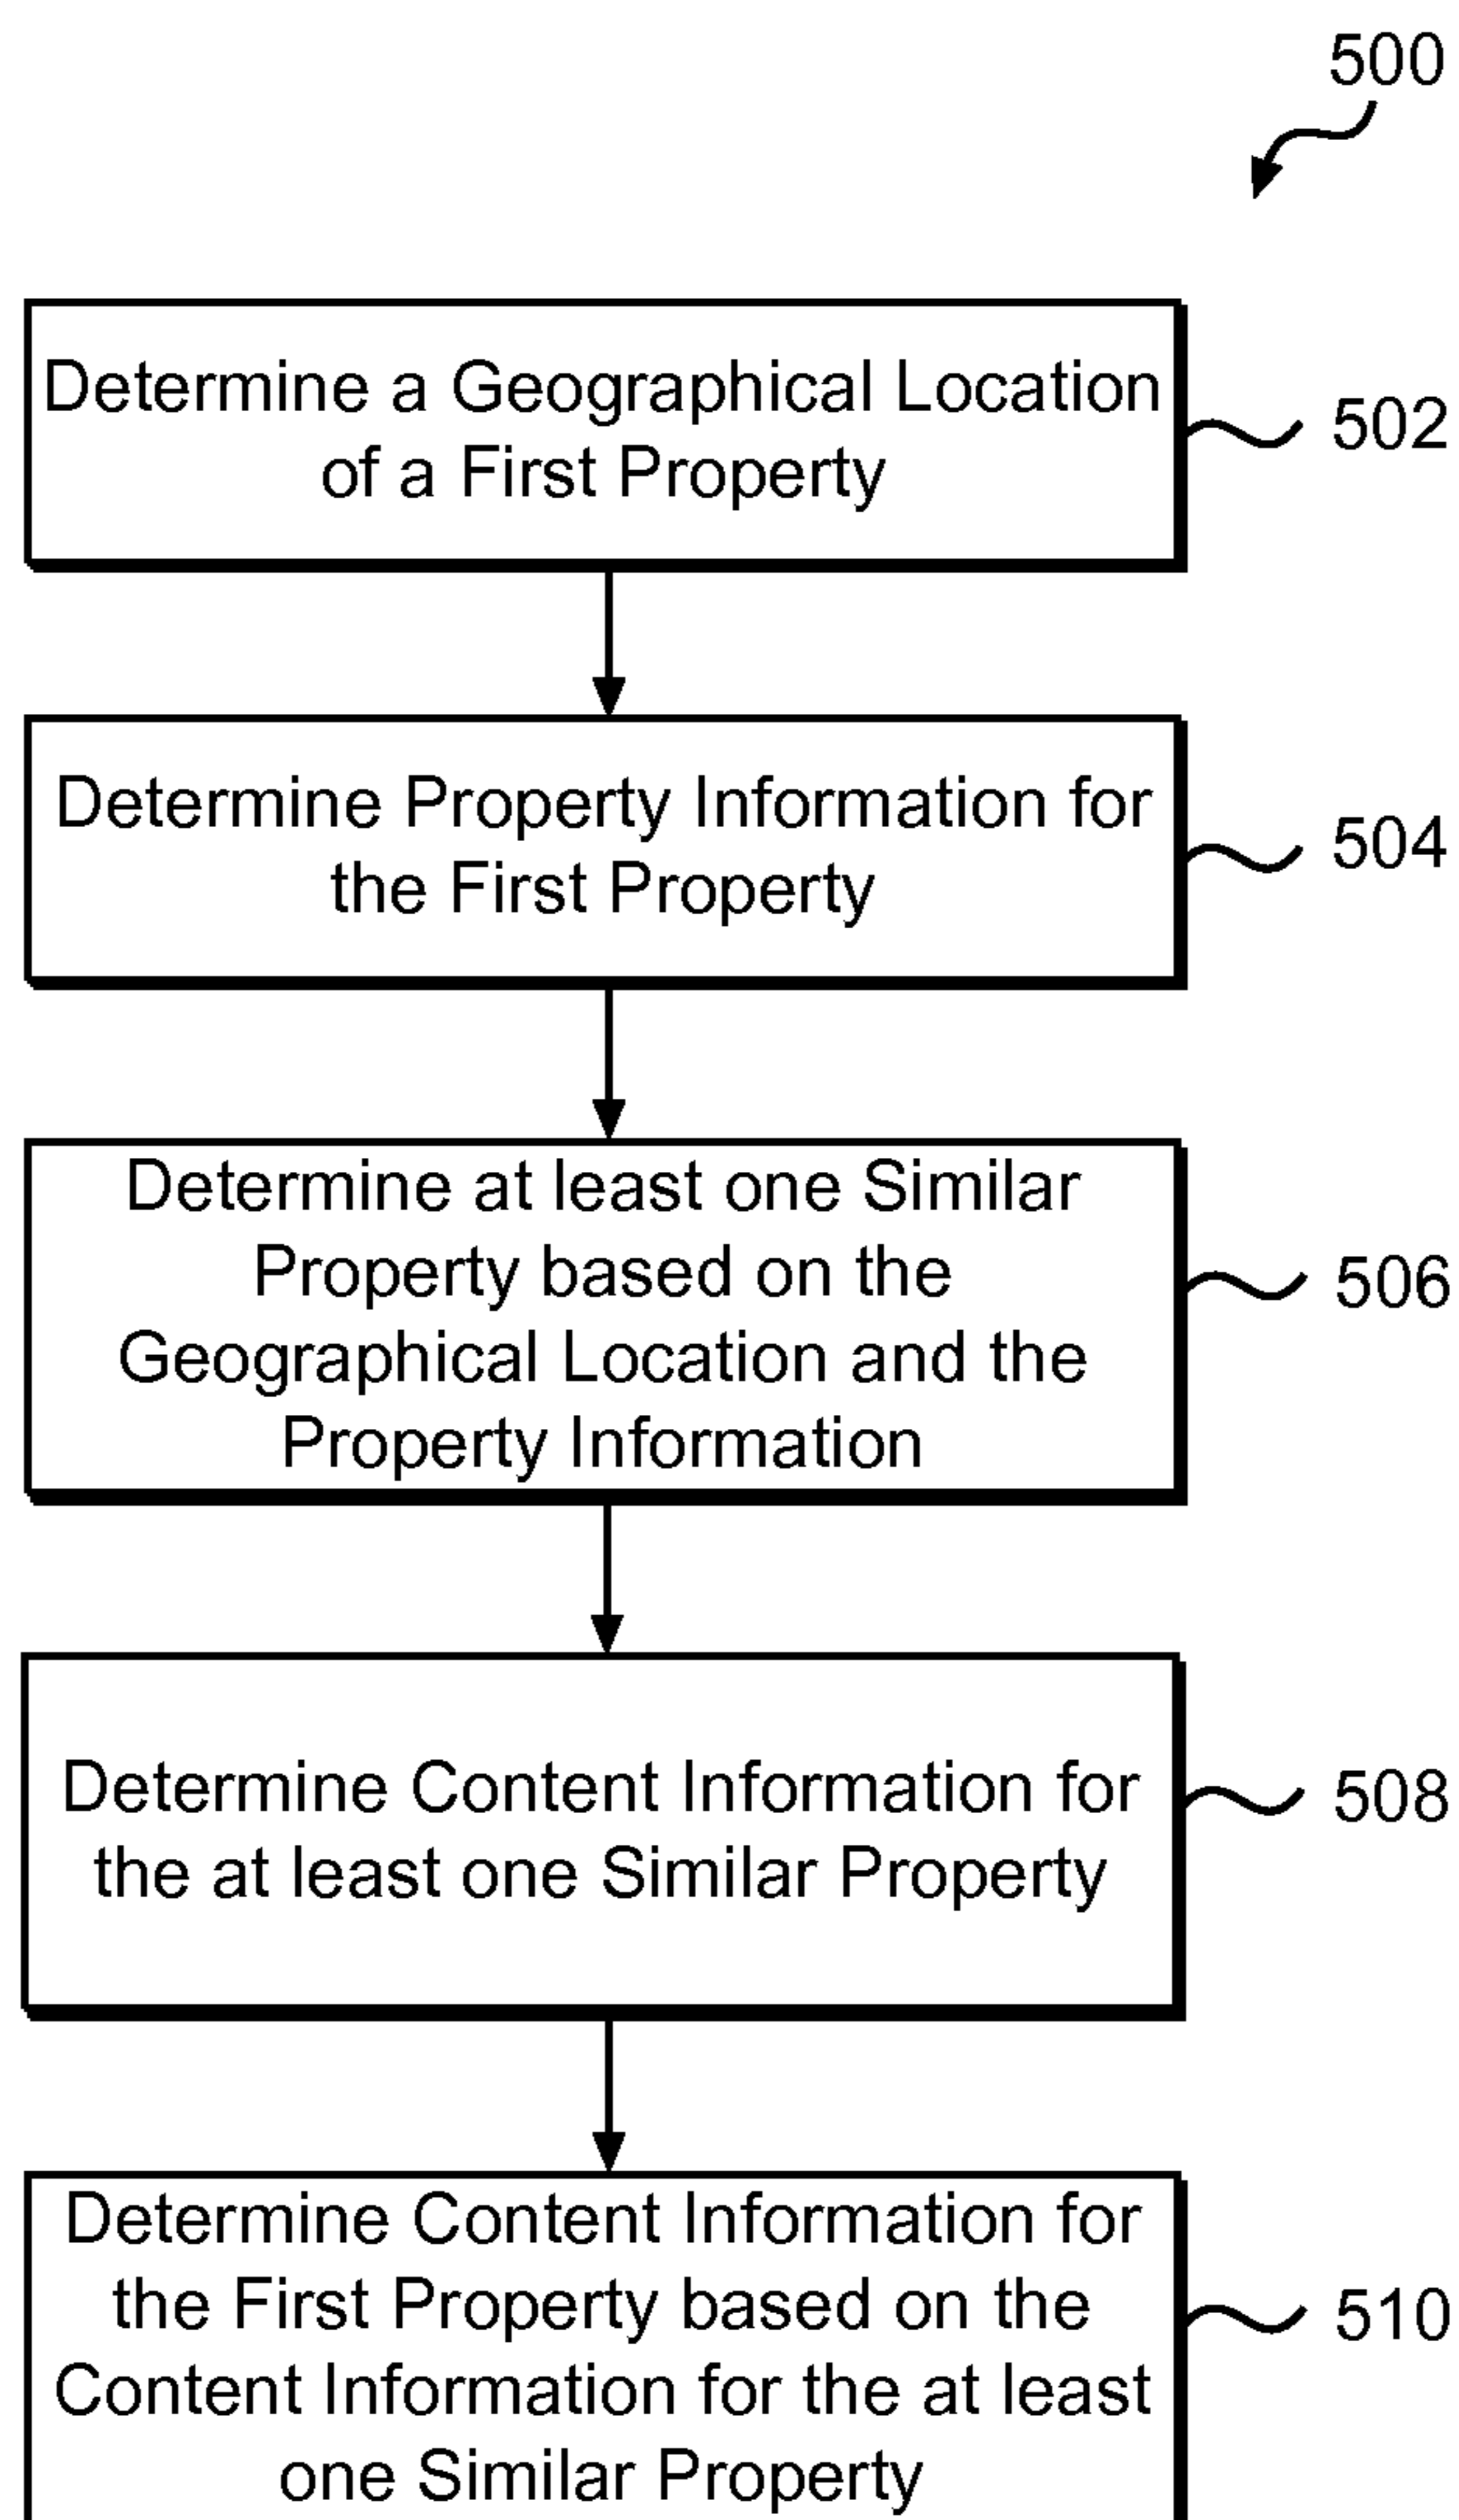 500
Determine a Geographical Location
of a First Property
502
Determine Property Information for
the First Property
504
Determine at least one Similar
Property based on the
Geographical Location and the
Property Information
506
Determine Content Information for
the at least one Similar Property
508
Determine Content Information for
the First Property based on the
Content Information for the at least
one Similar Property
510